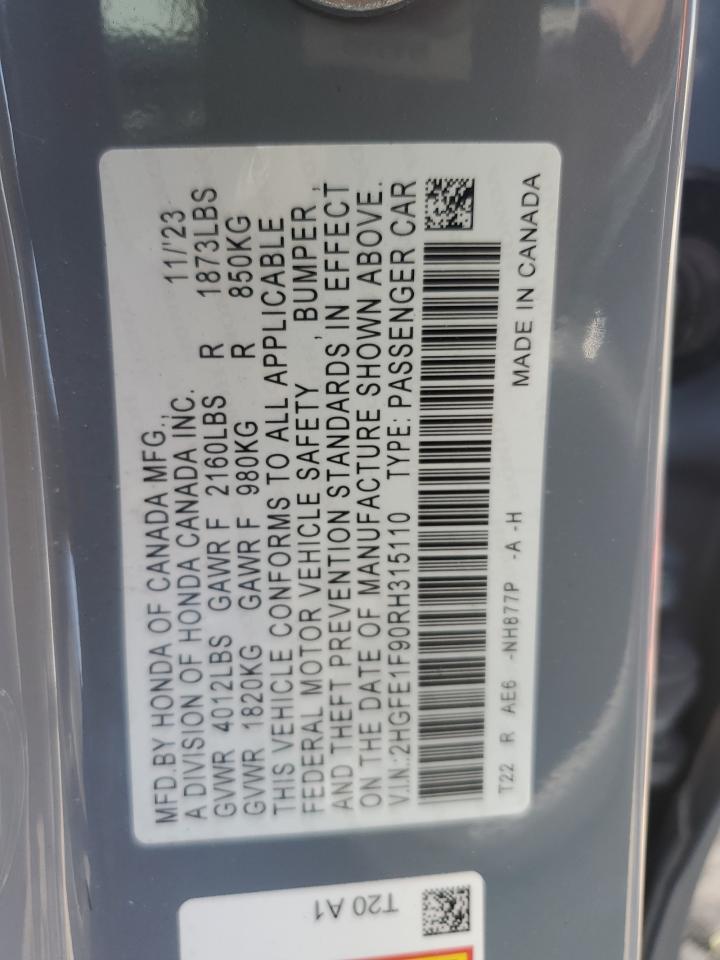 MFD.BY HONDA OF CANADA MFG., 11/'23
A DIVISION OF HONDA CANADA INC.
GVWR 4012LBS GAWR F 2160LBS R 1873LBS
GVWR 1820KG GAWR F 980KG R 850KG
THIS VEHICLE CONFORMS TO ALL APPLICABLE
FEDERAL MOTOR VEHICLE SAFETY , BUMPER ,
AND THEFT PREVENTION STANDARDS IN EFFECT
ON THE DATE OF MANUFACTURE SHOWN ABOVE.
V.I.N.:2HGFE1F90RH315110 TYPE: PASSENGER CAR
T22 R AE6 -NH877P -A -H MADE IN CANADA
T20 A1